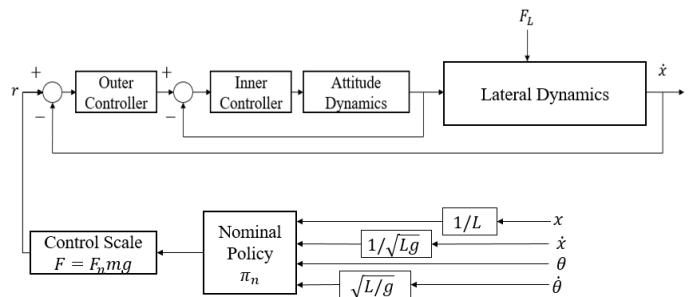 F_L
+
r
−
Outer
Controller
+
−
Inner
Controller
Attitude
Dynamics
Lateral Dynamics
ẋ
Control Scale
F = F_n mg
Nominal
Policy
π_n
1/L
x
1/√Lg
ẋ
θ
√L/g
θ̇